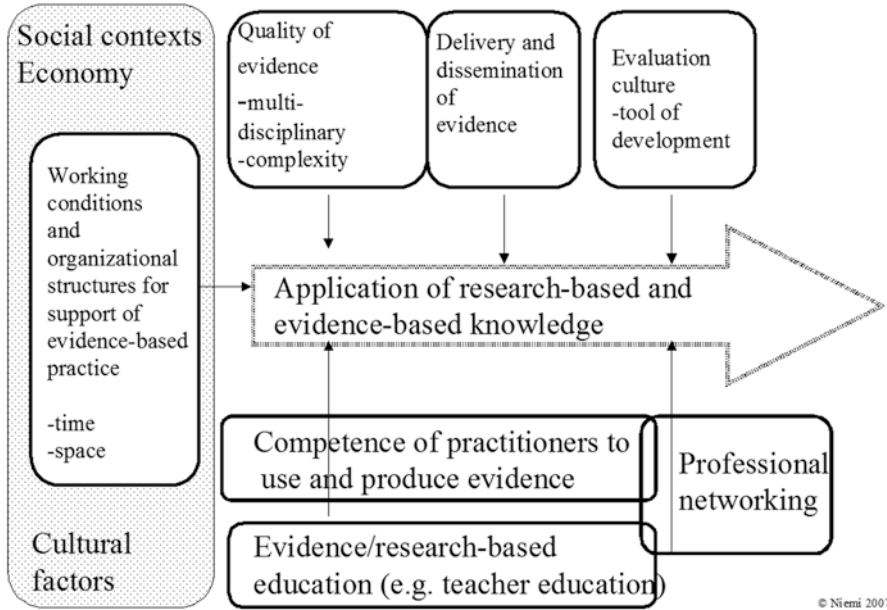 Social contexts
Economy
Working
conditions
and
organizational
structures for
support of
evidence-based
practice
-time
-space
Cultural
factors
Quality of
evidence
-multi-
disciplinary
-complexity
Delivery and
dissemination
of
evidence
Evaluation
culture
-tool of
development
Application of research-based and
evidence-based knowledge
Competence of practitioners to
use and produce evidence
Professional
networking
Evidence/research-based
education (e.g. teacher education)
© Niemi 2007